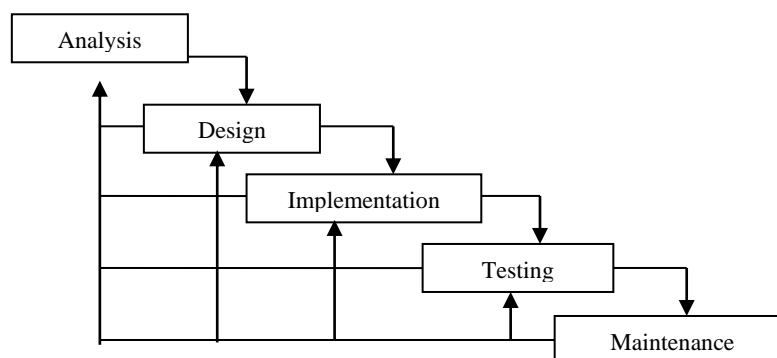 Analysis
Design
Implementation
Testing
Maintenance